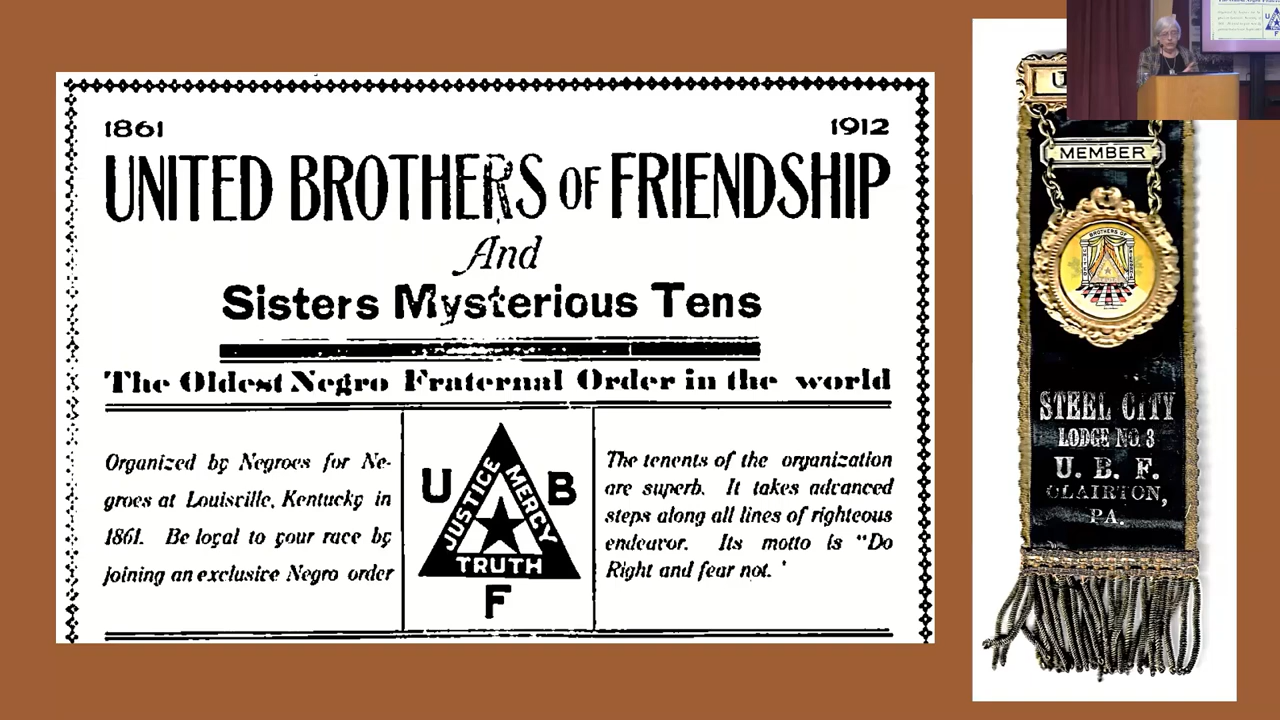 1861
1912
UNITED BROTHERS OF FRIENDSHIP
And
Sisters Mysterious Tens
The Oldest Negro Fraternal Order in the world
Organized by Negroes for Ne-
groes at Louisville, Kentucky in
1861. Be loyal to your race by
joining an exclusive Negro order
U B
JUSTICE MERCY
TRUTH
F
The tenents of the organization
are superb. It takes advanced
steps along all lines of righteous
endeavor. Its motto is "Do
Right and fear not. '
U
MEMBER
BROTHERS OF
STEEL CITY
LODGE NO. 3
U. B. F.
CLAIRTON,
PA.